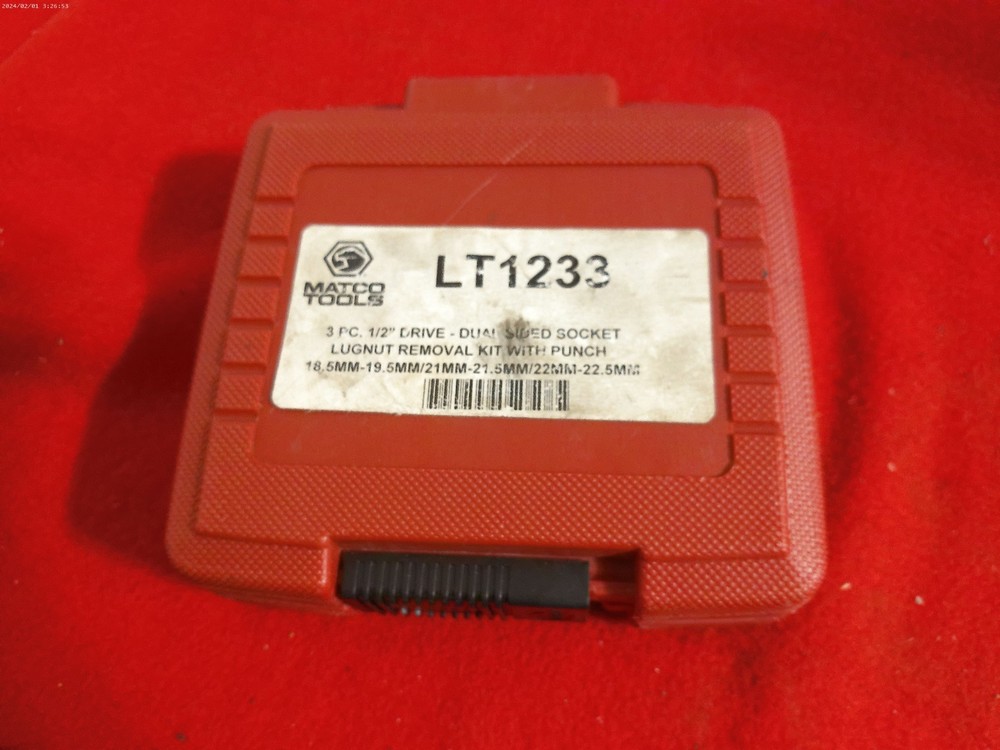 2024/02/01 3:26:53
MATCO
TOOLS
LT1233
3 PC. 1/2" DRIVE - DUAL SIDED SOCKET
LUGNUT REMOVAL KIT WITH PUNCH
18.5MM-19.5MM/21MM-21.5MM/22MM-22.5MM